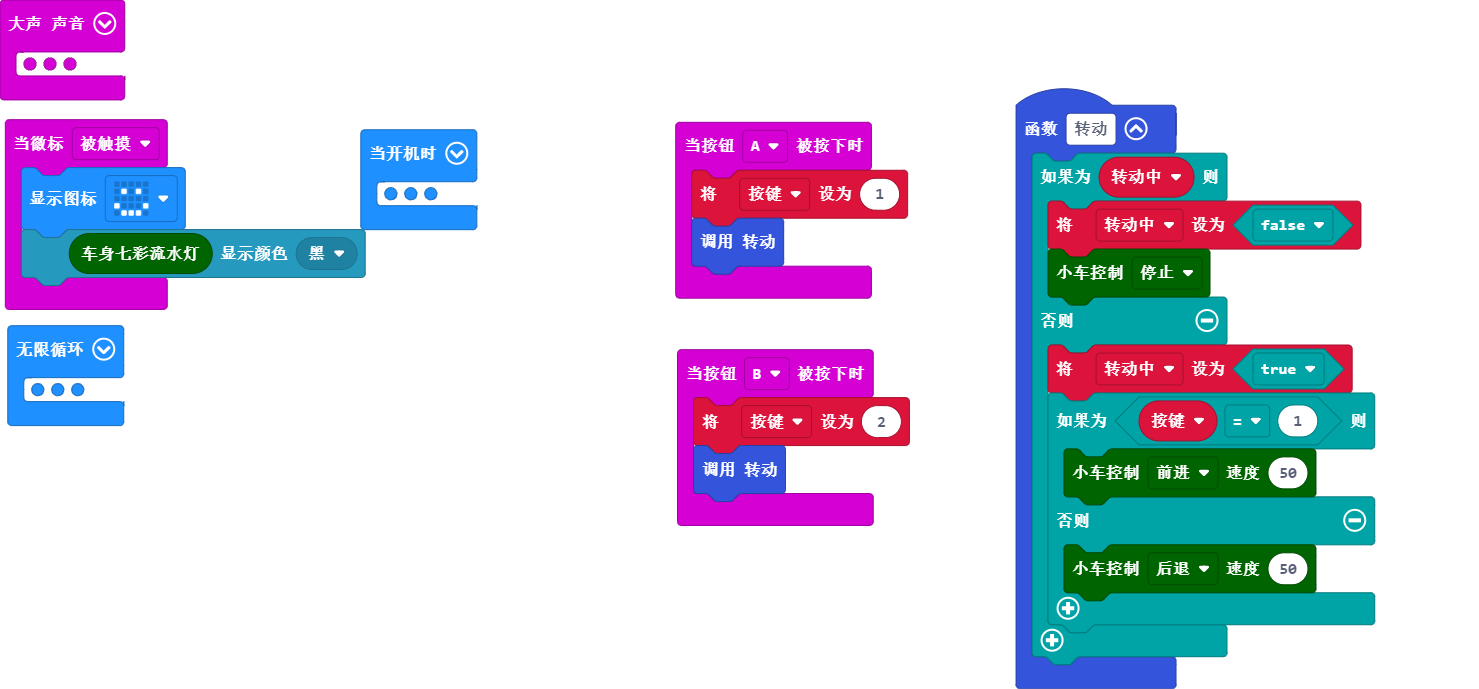 大声 声音
当徽标 被触摸
显示图标
车身七彩流水灯 显示颜色 黑
无限循环
当开机时
当按钮 A 被按下时
将 按键 设为 1
调用 转动
当按钮 B 被按下时
将 按键 设为 2
调用 转动
函数 转动
如果为 转动中 则
将 转动中 设为 false
小车控制 停止
否则
将 转动中 设为 true
如果为 按键 = 1 则
小车控制 前进 速度 50
否则
小车控制 后退 速度 50